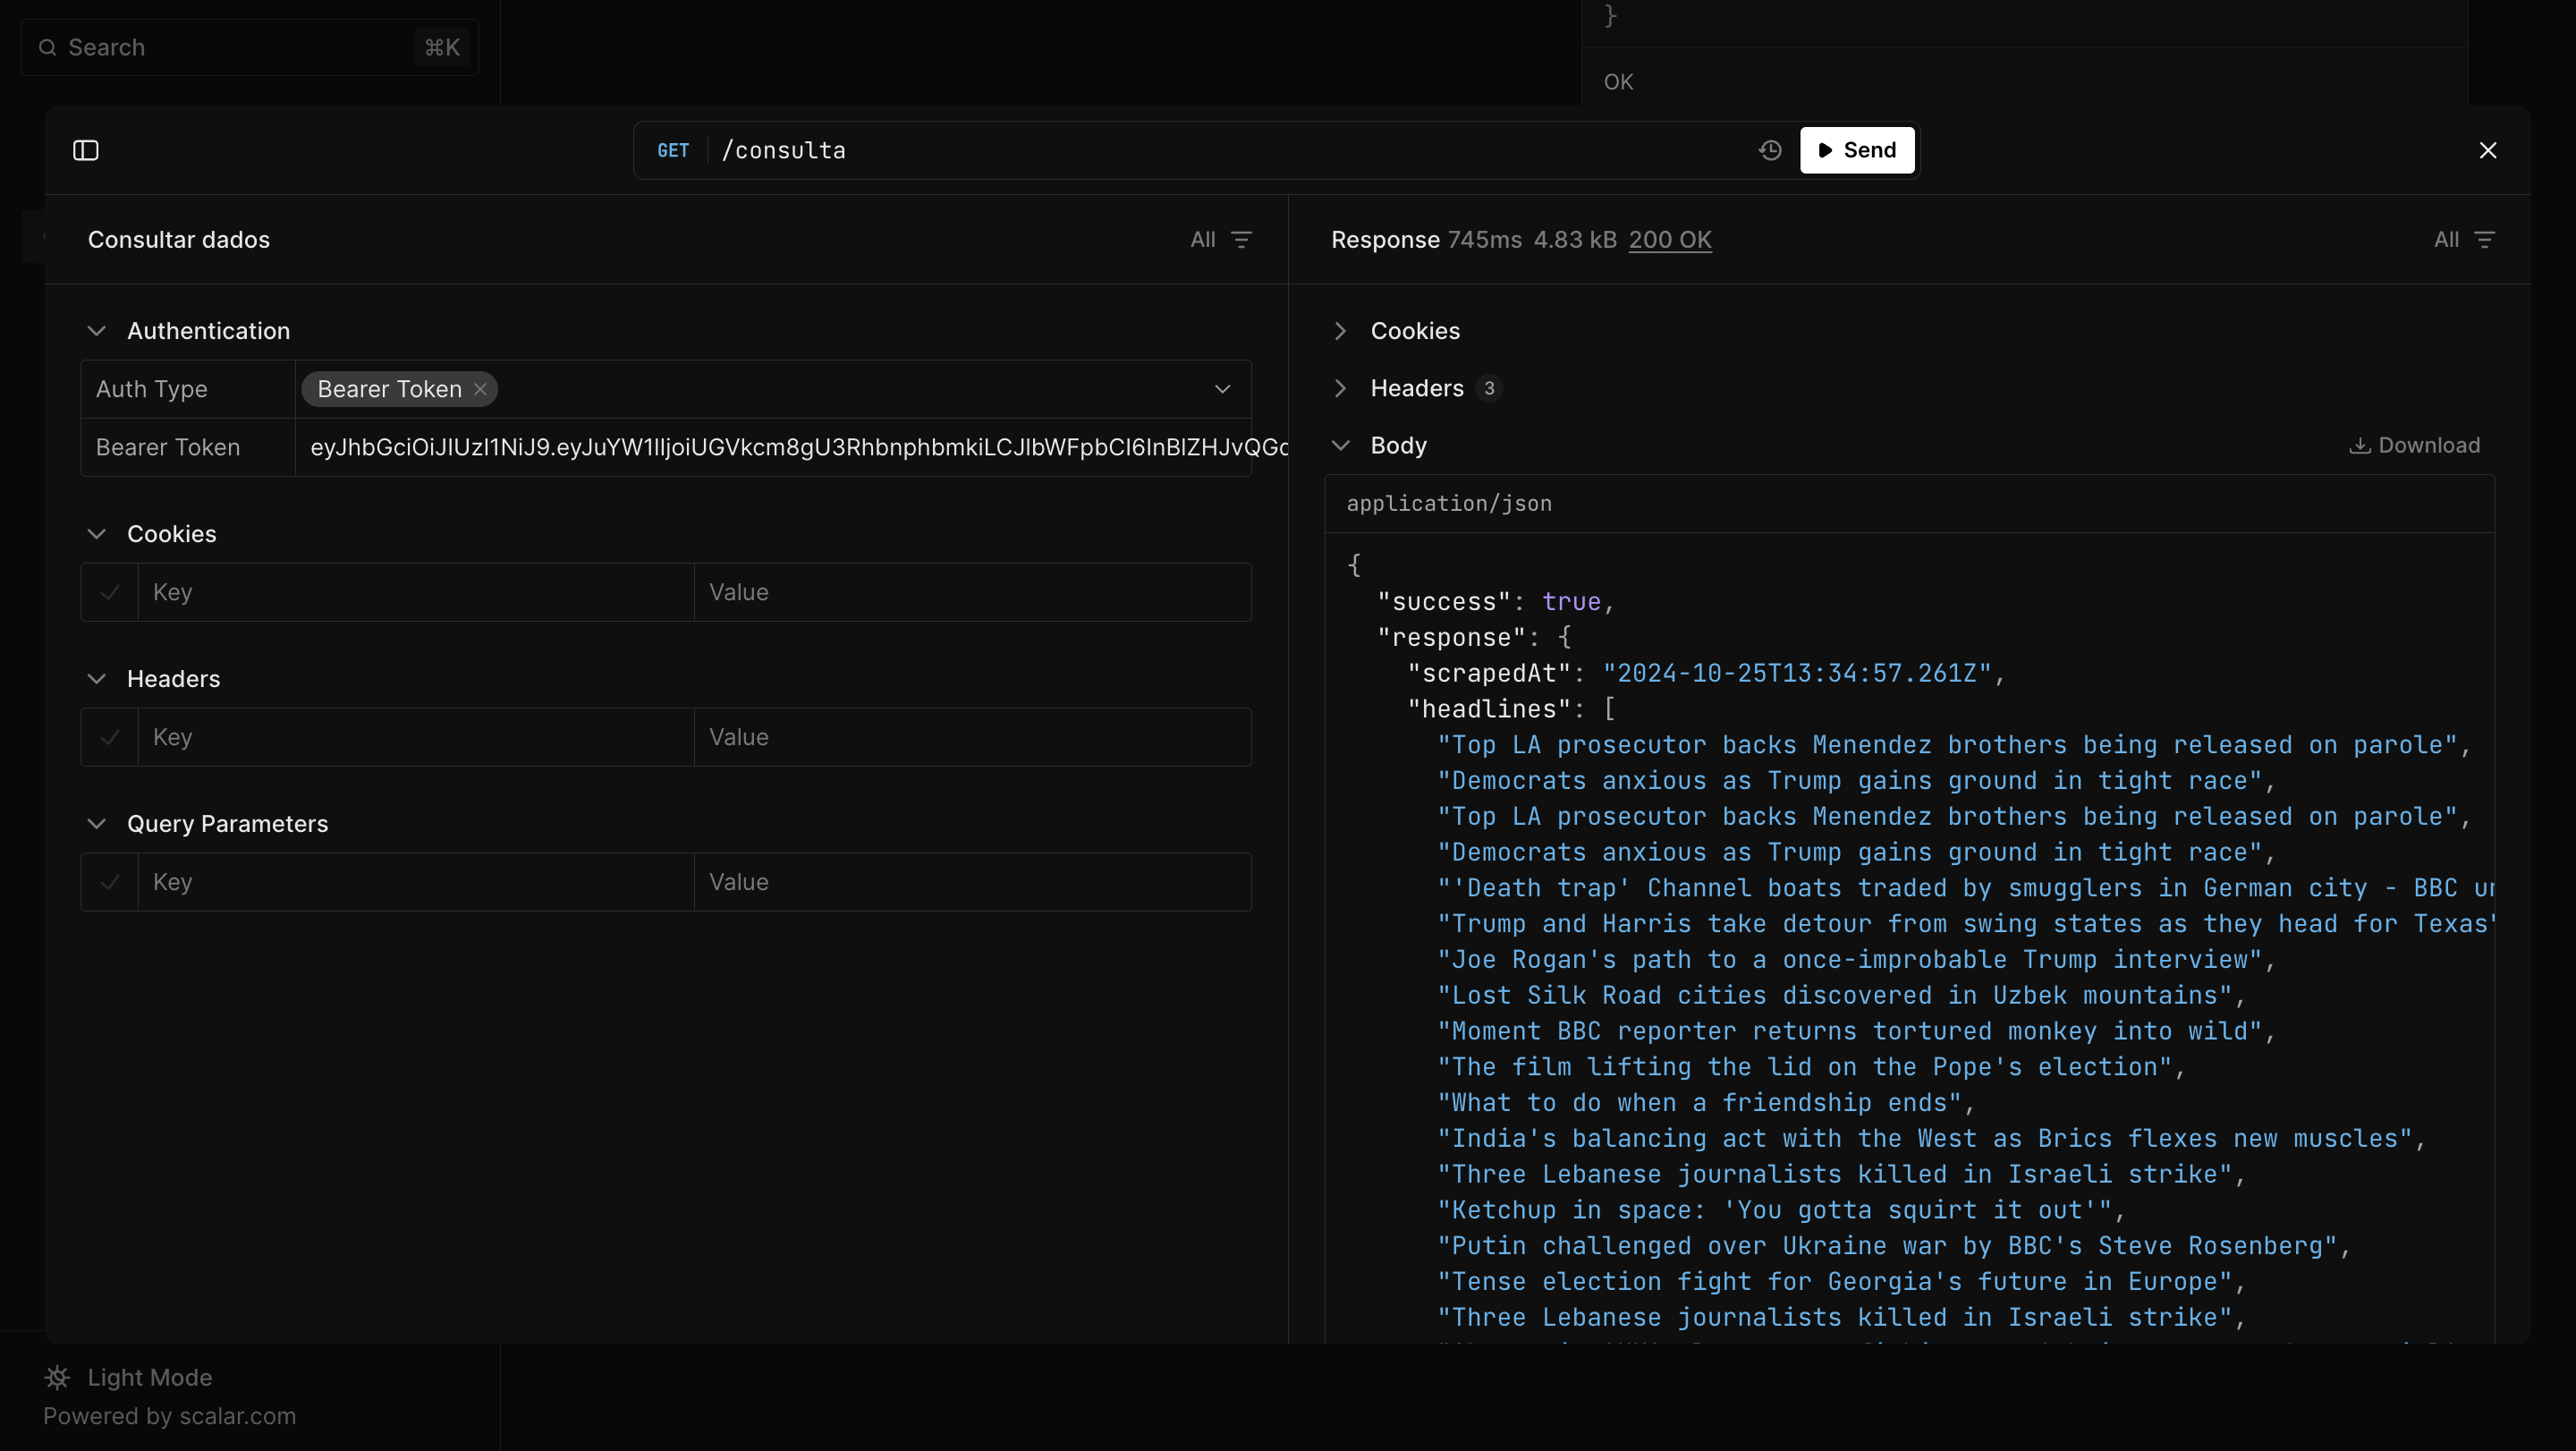 Search ⌘K
}
OK
GET /consulta Send
Consultar dados All
Response 745ms 4.83 kB 200 OK All
Authentication
Auth Type Bearer Token
Bearer Token
Cookies
Key Value
Headers
Key Value
Query Parameters
Key Value
Cookies
Headers 3
Body Download
application/json
{
"success": true,
"response": {
"scrapedAt": "2024-10-25T13:34:57.261Z",
"headlines": [
"Top LA prosecutor backs Menendez brothers being released on parole",
"Democrats anxious as Trump gains ground in tight race",
"Top LA prosecutor backs Menendez brothers being released on parole",
"Democrats anxious as Trump gains ground in tight race",
"'Death trap' Channel boats traded by smugglers in German city - BBC
"Trump and Harris take detour from swing states as they head for Texas"
"Joe Rogan's path to a once-improbable Trump interview",
"Lost Silk Road cities discovered in Uzbek mountains",
"Moment BBC reporter returns tortured monkey into wild",
"The film lifting the lid on the Pope's election",
"What to do when a friendship ends",
"India's balancing act with the West as Brics flexes new muscles",
"Three Lebanese journalists killed in Israeli strike",
"Ketchup in space: 'You gotta squirt it out'",
"Putin challenged over Ukraine war by BBC's Steve Rosenberg",
"Tense election fight for Georgia's future in Europe",
"Three Lebanese journalists killed in Israeli strike",
Light Mode
Powered by scalar.com